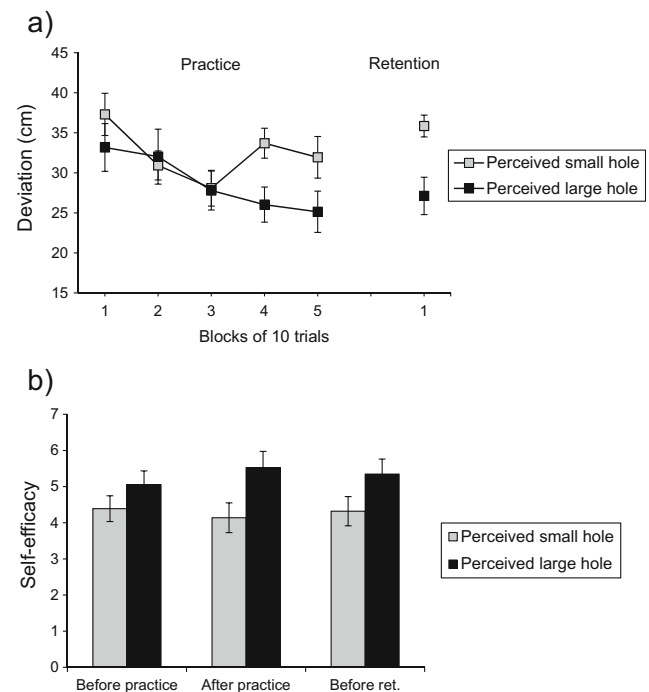 a)
Practice
Retention
45
40
35
30
25
20
15
Deviation (cm)
1 2 3 4 5 1
Blocks of 10 trials
Perceived small hole
Perceived large hole
b)
7
6
5
4
3
2
1
0
Self-efficacy
Before practice After practice Before ret.
Perceived small hole
Perceived large hole